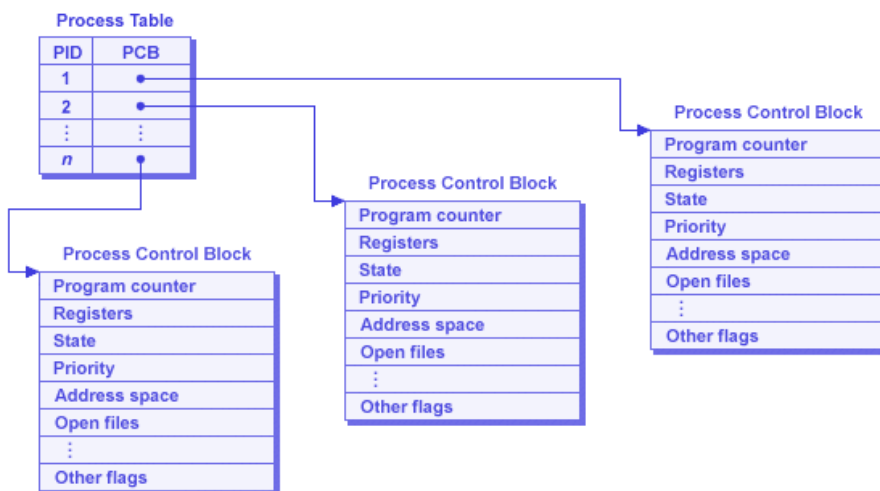 Process Table
PID PCB
1
2
⋮ ⋮
n
Process Control Block
Program counter
Registers
State
Priority
Address space
Open files
⋮
Other flags
Process Control Block
Program counter
Registers
State
Priority
Address space
Open files
⋮
Other flags
Process Control Block
Program counter
Registers
State
Priority
Address space
Open files
⋮
Other flags